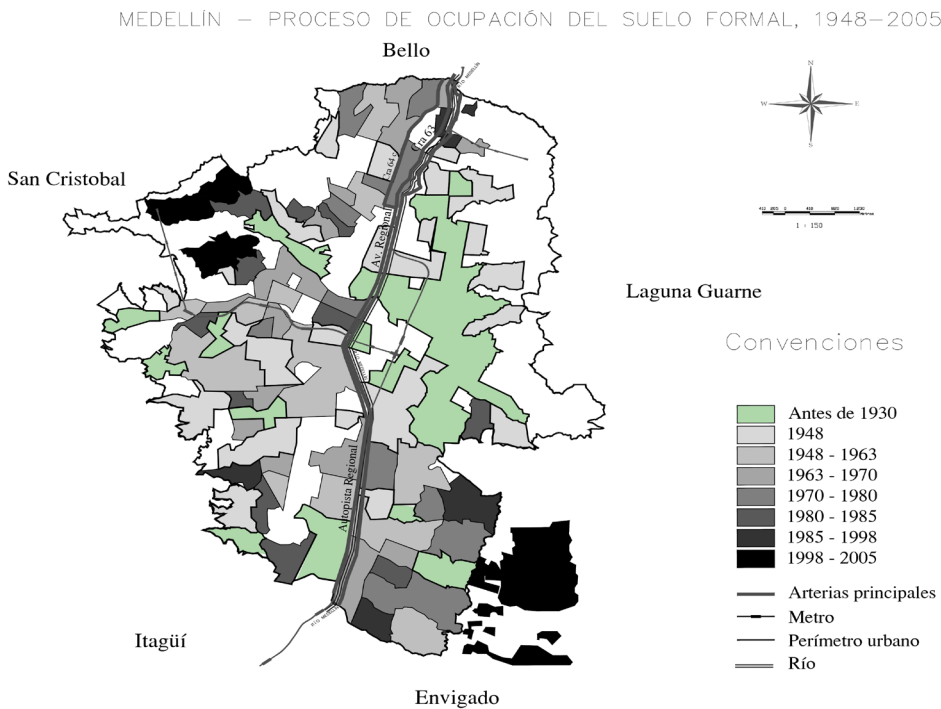 MEDELLÍN – PROCESO DE OCUPACIÓN DEL SUELO FORMAL, 1948–2005
Bello
N
W
E
S
San Cristobal
Cra 63
Cra 64
Av. Regional
1 : 150
Laguna Guarne
Convenciones
Antes de 1930
1948
1948 - 1963
1963 - 1970
1970 - 1980
1980 - 1985
1985 - 1998
1998 - 2005
Autopista Regional
Arterias principales
Metro
Perímetro urbano
Río
Itagüí
Envigado